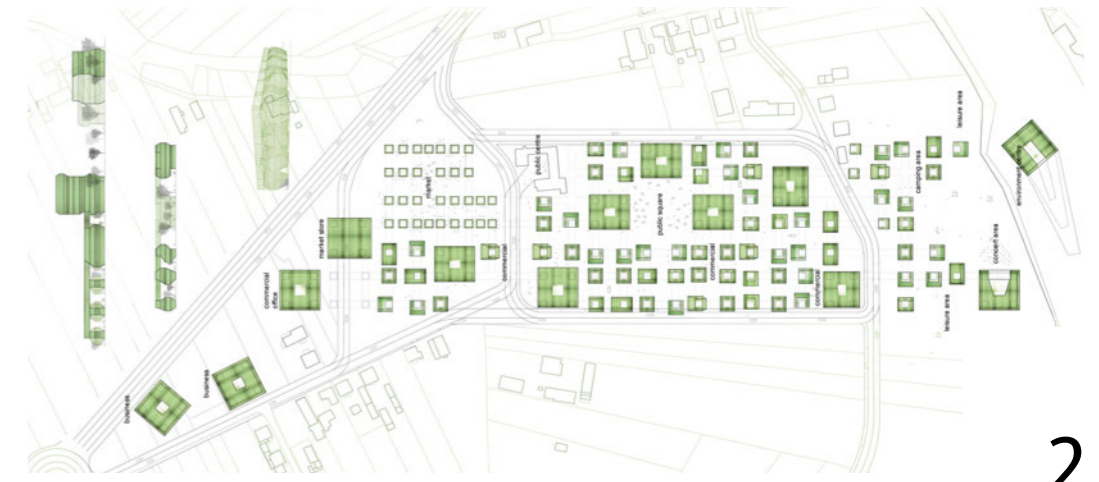 business
business
commercial
office
market store
market
commercial
public centre
public square
commercial
commercial
camping area
leisure area
leisure area
concert area
environment centre
2